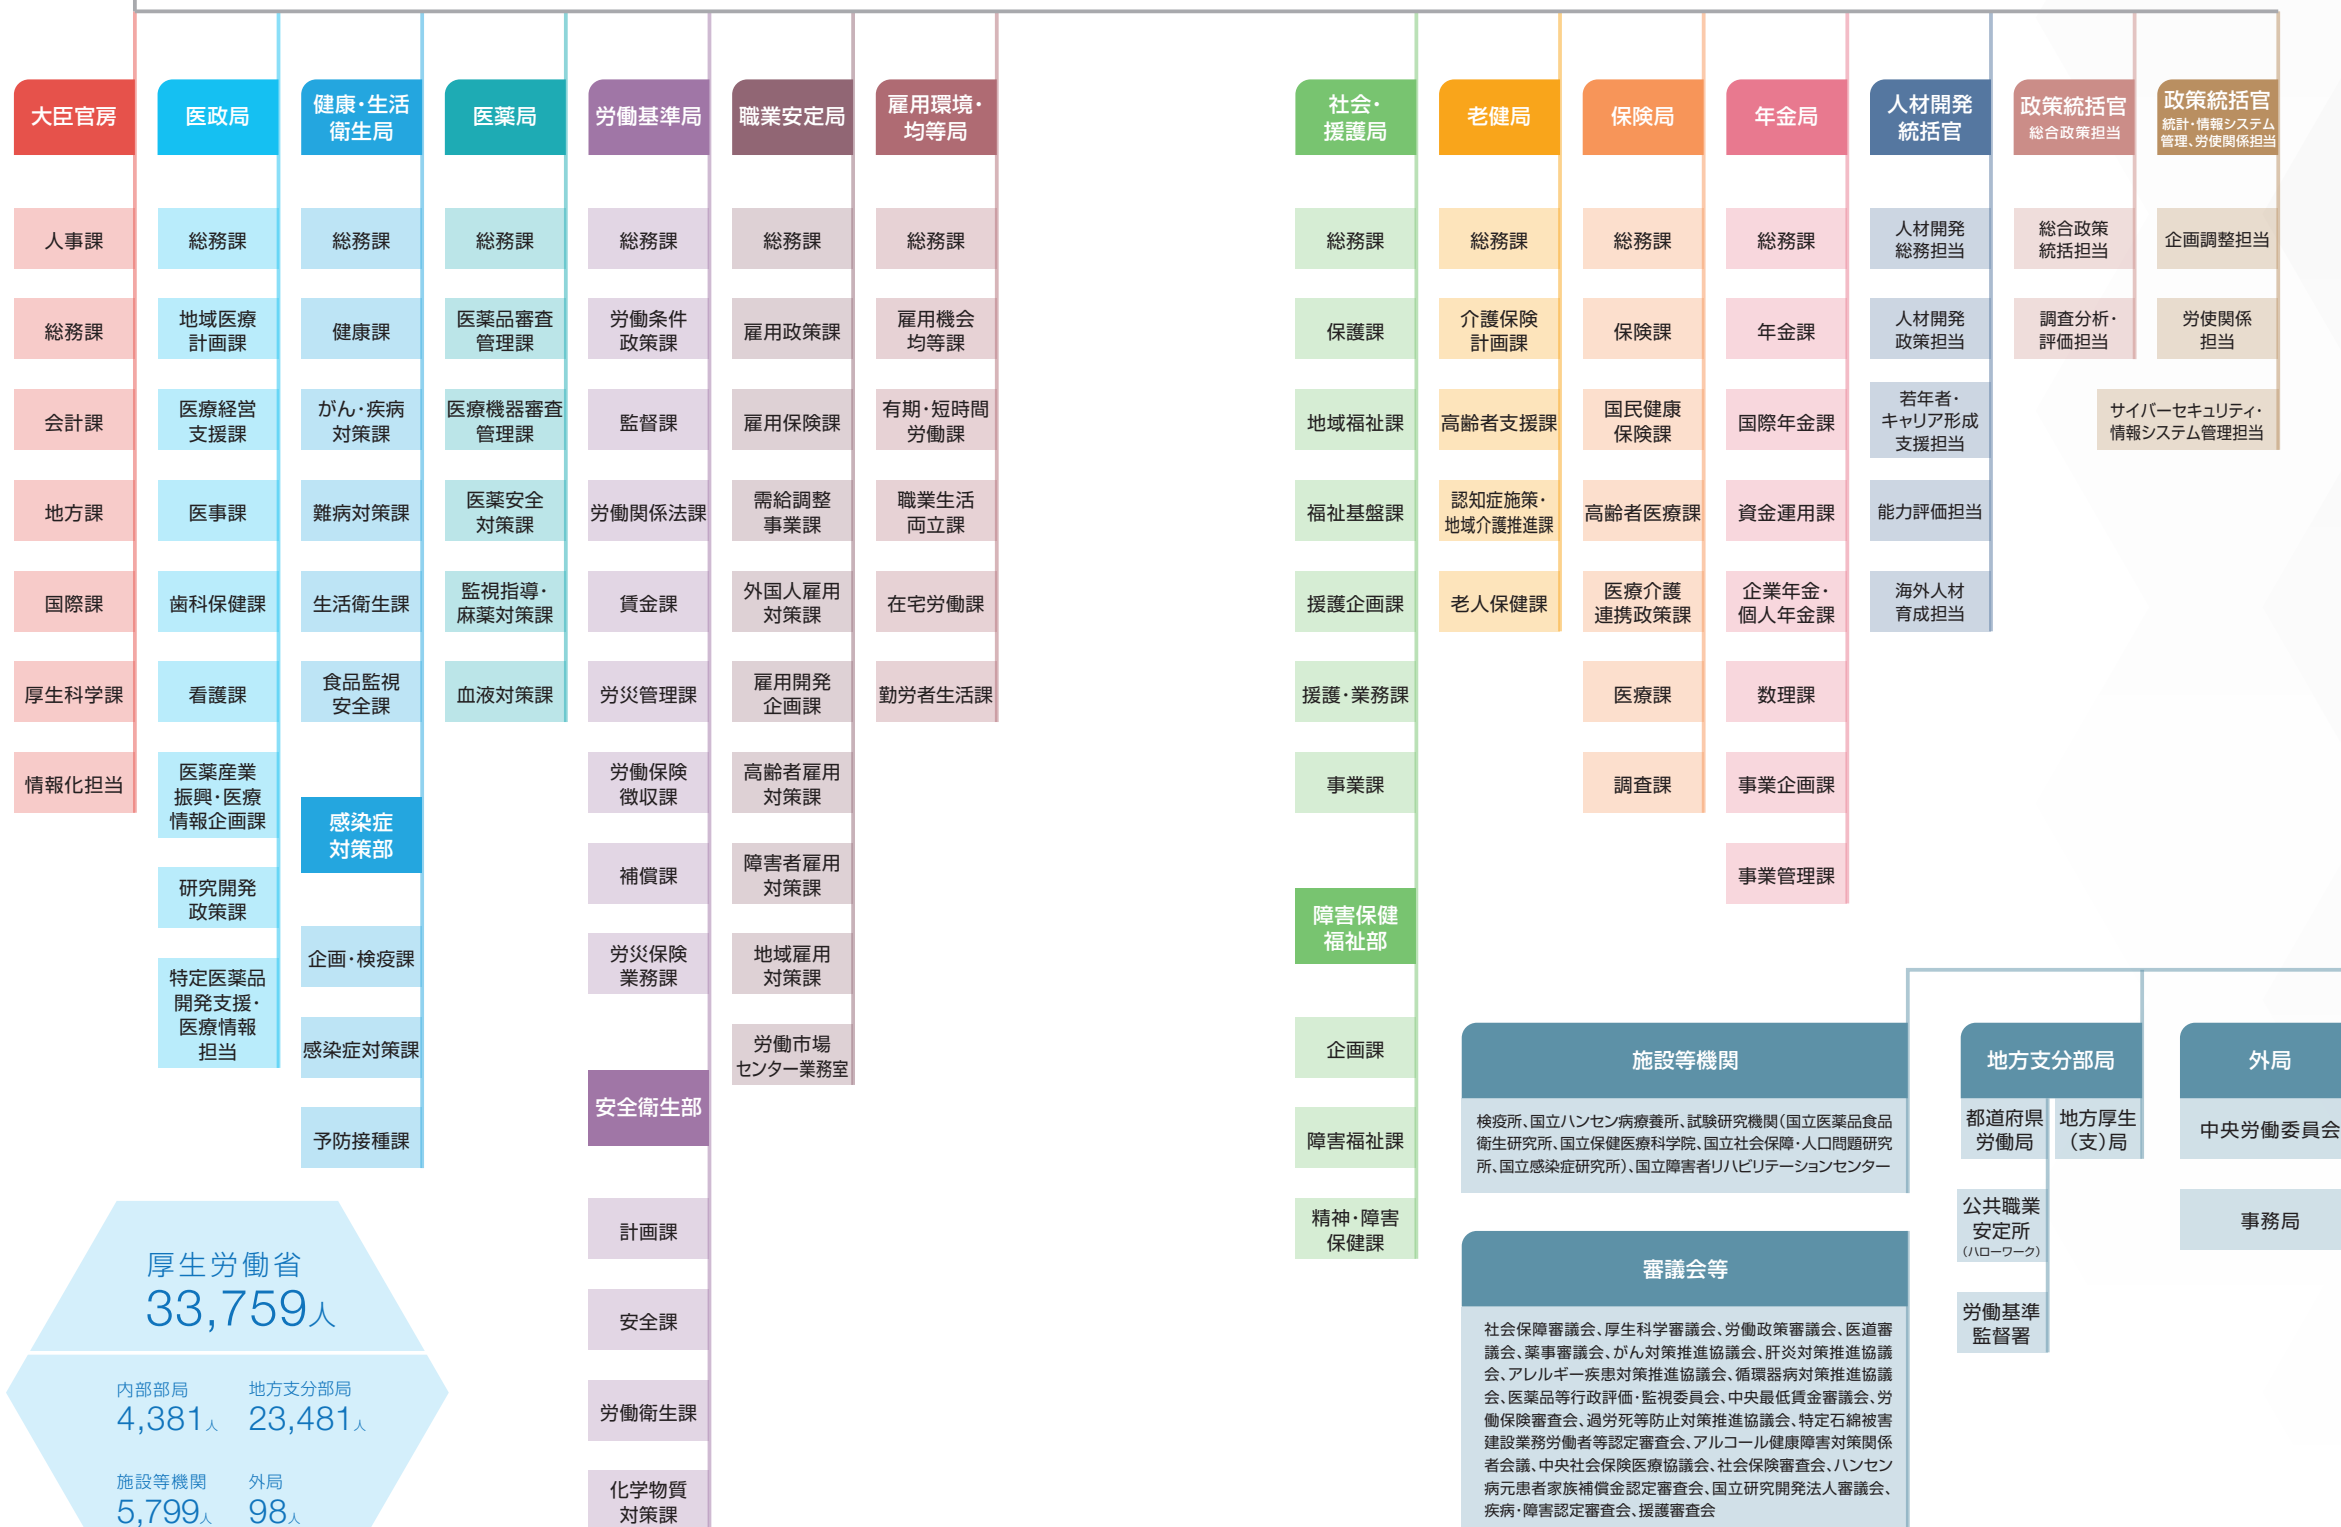 大臣官房
人事課
総務課
会計課
地方課
国際課
厚生科学課
情報化担当
医政局
総務課
地域医療
計画課
医療経営
支援課
医事課
歯科保健課
看護課
医薬産業
振興・医療
情報企画課
研究開発
政策課
特定医薬品
開発支援・
医療情報
担当
健康・生活
衛生局
総務課
健康課
がん・疾病
対策課
難病対策課
生活衛生課
食品監視
安全課
感染症
対策部
企画・検疫課
感染症対策課
予防接種課
医薬局
総務課
医薬品審査
管理課
医療機器審査
管理課
医薬安全
対策課
監視指導・
麻薬対策課
血液対策課
労働基準局
総務課
労働条件
政策課
監督課
労働関係法課
賃金課
労災管理課
労働保険
徴収課
補償課
労災保険
業務課
安全衛生部
計画課
安全課
労働衛生課
化学物質
対策課
職業安定局
総務課
雇用政策課
雇用保険課
需給調整
事業課
外国人雇用
対策課
雇用開発
企画課
高齢者雇用
対策課
障害者雇用
対策課
地域雇用
対策課
労働市場
センター業務室
雇用環境・
均等局
総務課
雇用機会
均等課
有期・短時間
労働課
職業生活
両立課
在宅労働課
勤労者生活課
社会・
援護局
総務課
保護課
地域福祉課
福祉基盤課
援護企画課
援護・業務課
事業課
障害保健
福祉部
企画課
障害福祉課
精神・障害
保健課
老健局
総務課
介護保険
計画課
高齢者支援課
認知症施策・
地域介護推進課
老人保健課
保険局
総務課
保険課
国民健康
保険課
高齢者医療課
医療介護
連携政策課
医療課
調査課
年金局
総務課
年金課
国際年金課
資金運用課
企業年金・
個人年金課
数理課
事業企画課
事業管理課
人材開発
統括官
人材開発
総務担当
人材開発
政策担当
若年者・
キャリア形成
支援担当
能力評価担当
海外人材
育成担当
政策統括官
総合政策担当
総合政策
統括担当
調査分析・
評価担当
政策統括官
統計・情報システム
管理、労使関係担当
企画調整担当
労使関係
担当
サイバーセキュリティ・
情報システム管理担当
施設等機関
検疫所、国立ハンセン病療養所、試験研究機関(国立医薬品食品
衛生研究所、国立保健医療科学院、国立社会保障・人口問題研究
所、国立感染症研究所)、国立障害者リハビリテーションセンター
審議会等
社会保障審議会、厚生科学審議会、労働政策審議会、医道審
議会、薬事審議会、がん対策推進協議会、肝炎対策推進協議
会、アレルギー疾患対策推進協議会、循環器病対策推進協議
会、医薬品等行政評価・監視委員会、中央最低賃金審議会、労
働保険審査会、過労死等防止対策推進協議会、特定石綿被害
建設業務労働者等認定審査会、アルコール健康障害対策関係
者会議、中央社会保険医療協議会、社会保険審査会、ハンセン
病元患者家族補償金認定審査会、国立研究開発法人審議会、
疾病・障害認定審査会、援護審査会
地方支分部局
都道府県
労働局
公共職業
安定所
(ハローワーク)
労働基準
監督署
地方厚生
(支)局
外局
中央労働委員会
事務局
厚生労働省
33,759人
内部部局
4,381人
地方支分部局
23,481人
施設等機関
5,799人
外局
98人